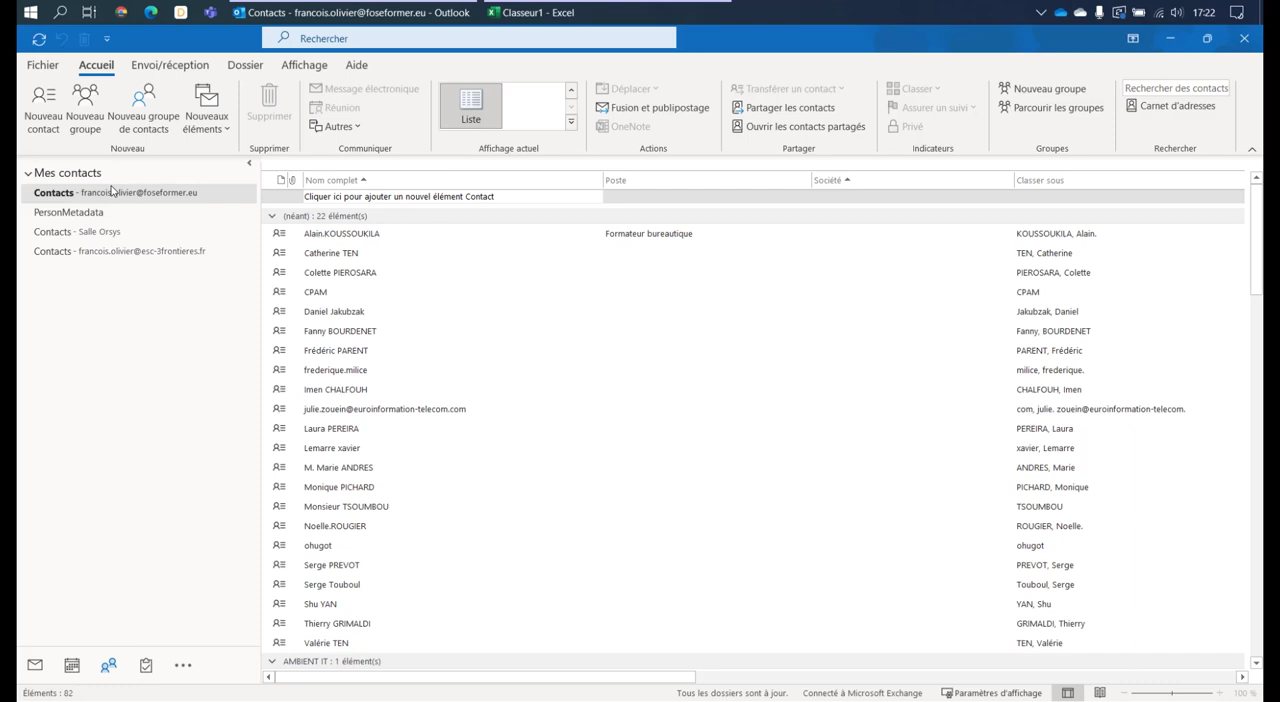 Contacts - francois.olivier@foseformer.eu - Outlook
Classeur1 - Excel
17:22
Rechercher
Fichier Accueil Envoi/réception Dossier Affichage Aide
Nouveau contact
Nouveau groupe
Nouveau groupe de contacts
Nouveaux éléments
Nouveau
Supprimer
Supprimer
Message électronique
Réunion
Autres
Communiquer
Liste
Affichage actuel
Déplacer
Fusion et publipostage
OneNote
Actions
Transférer un contact
Partager les contacts
Ouvrir les contacts partagés
Partager
Classer
Assurer un suivi
Privé
Indicateurs
Nouveau groupe
Parcourir les groupes
Groupes
Rechercher des contacts
Carnet d'adresses
Rechercher
Mes contacts
Contacts - francois.olivier@foseformer.eu
PersonMetadata
Contacts - Salle Orsys
Contacts - francois.olivier@esc-3frontieres.fr
Nom complet Poste Société Classer sous
Cliquer ici pour ajouter un nouvel élément Contact
(néant) : 22 élément(s)
Alain.KOUSSOUKILA Formateur bureautique KOUSSOUKILA, Alain.
Catherine TEN TEN, Catherine
Colette PIEROSARA PIEROSARA, Colette
CPAM CPAM
Daniel Jakubzak Jakubzak, Daniel
Fanny BOURDENET Fanny, BOURDENET
Frédéric PARENT PARENT, Frédéric
frederique.milice milice, frederique.
Imen CHALFOUH CHALFOUH, Imen
julie.zouein@euroinformation-telecom.com com, julie. zouein@euroinformation-telecom.
Laura PEREIRA PEREIRA, Laura
Lemarre xavier xavier, Lemarre
M. Marie ANDRES ANDRES, Marie
Monique PICHARD PICHARD, Monique
Monsieur TSOUMBOU TSOUMBOU
Noelle.ROUGIER ROUGIER, Noelle.
ohugot ohugot
Serge PREVOT PREVOT, Serge
Serge Touboul Touboul, Serge
Shu YAN YAN, Shu
Thierry GRIMALDI GRIMALDI, Thierry
Valérie TEN TEN, Valérie
AMBIENT IT : 1 élément(s)
Éléments : 82
Tous les dossiers sont à jour.
Connecté à Microsoft Exchange
Paramètres d'affichage
100 %